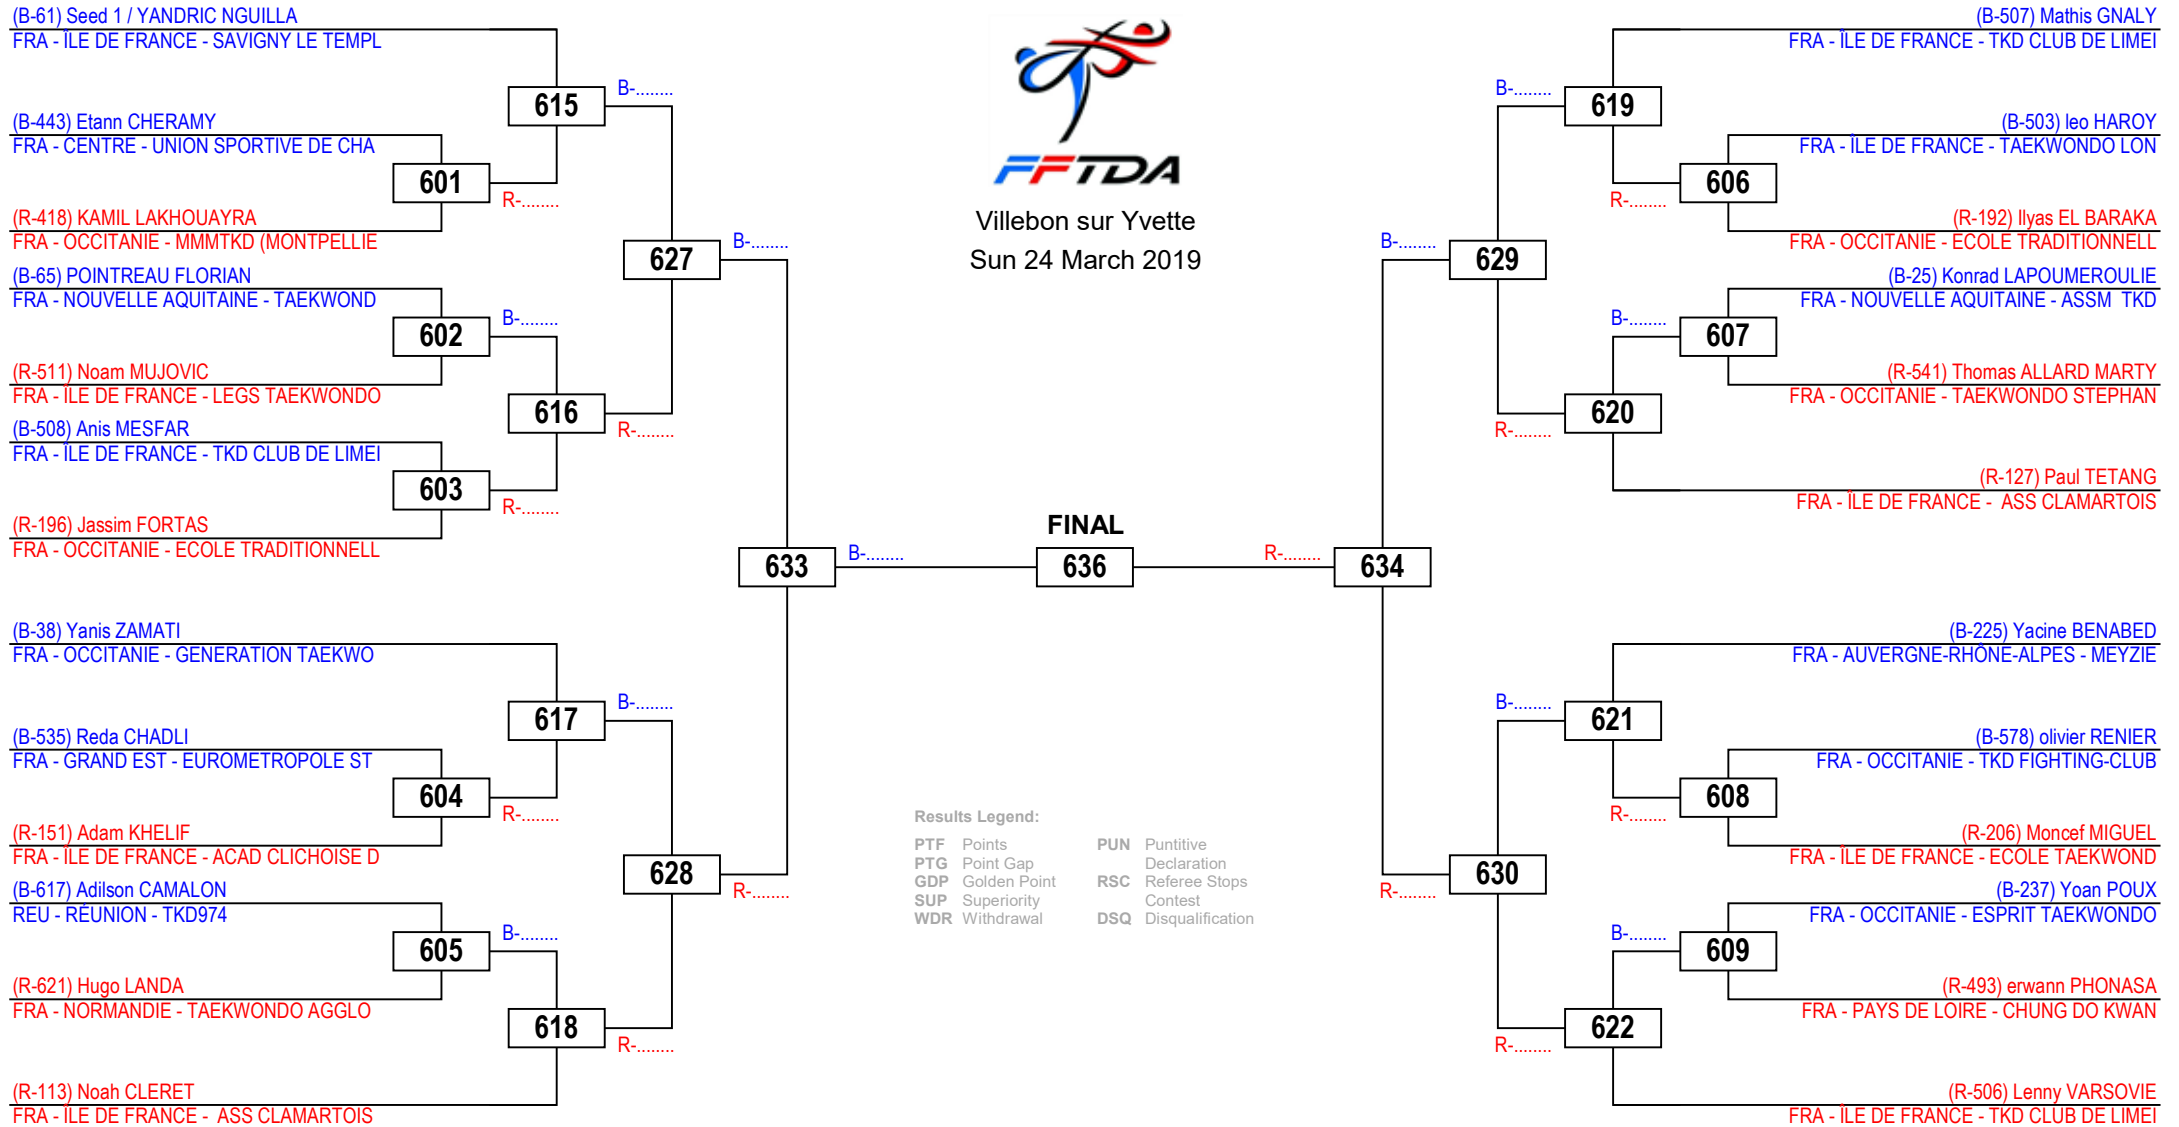 (B-61) Seed 1 / YANDRIC NGUILLA
FRA - ÎLE DE FRANCE - SAVIGNY LE TEMPL
615
B-........
(B-443) Etann CHERAMY
FRA - CENTRE - UNION SPORTIVE DE CHA
601
R-........
(R-418) KAMIL LAKHOUAYRA
FRA - OCCITANIE - MMMTKD (MONTPELLIE
627
B-........
(B-65) POINTREAU FLORIAN
FRA - NOUVELLE AQUITAINE - TAEKWOND
602
B-........
(R-511) Noam MUJOVIC
FRA - ÎLE DE FRANCE - LEGS TAEKWONDO
616
R-........
(B-508) Anis MESFAR
FRA - ÎLE DE FRANCE - TKD CLUB DE LIMEI
603
R-........
(R-196) Jassim FORTAS
FRA - OCCITANIE - ECOLE TRADITIONNELL
633
B-........
(B-38) Yanis ZAMATI
FRA - OCCITANIE - GENERATION TAEKWO
617
B-........
(B-535) Reda CHADLI
FRA - GRAND EST - EUROMETROPOLE ST
604
R-........
(R-151) Adam KHELIF
FRA - ÎLE DE FRANCE - ACAD CLICHOISE D
628
R-........
(B-617) Adilson CAMALON
REU - RÉUNION - TKD974
605
B-........
(R-621) Hugo LANDA
FRA - NORMANDIE - TAEKWONDO AGGLO
618
R-........
(R-113) Noah CLERET
FRA - ÎLE DE FRANCE - ASS CLAMARTOIS
FFTDA
Villebon sur Yvette
Sun 24 March 2019
FINAL
636
Results Legend:
PTF Points PUN Puntitive
PTG Point Gap Declaration
GDP Golden Point RSC Referee Stops
SUP Superiority Contest
WDR Withdrawal DSQ Disqualification
(B-507) Mathis GNALY
FRA - ÎLE DE FRANCE - TKD CLUB DE LIMEI
B-........
619
(B-503) leo HAROY
FRA - ÎLE DE FRANCE - TAEKWONDO LON
606
R-........
(R-192) Ilyas EL BARAKA
FRA - OCCITANIE - ECOLE TRADITIONNELL
B-........
629
(B-25) Konrad LAPOUMEROULIE
FRA - NOUVELLE AQUITAINE - ASSM TKD
B-........
607
(R-541) Thomas ALLARD MARTY
FRA - OCCITANIE - TAEKWONDO STEPHAN
620
R-........
(R-127) Paul TETANG
FRA - ÎLE DE FRANCE - ASS CLAMARTOIS
R-........
634
(B-225) Yacine BENABED
FRA - AUVERGNE-RHÔNE-ALPES - MEYZIE
B-........
621
(B-578) olivier RENIER
FRA - OCCITANIE - TKD FIGHTING-CLUB
608
R-........
(R-206) Moncef MIGUEL
FRA - ÎLE DE FRANCE - ECOLE TAEKWOND
630
R-........
(B-237) Yoan POUX
FRA - OCCITANIE - ESPRIT TAEKWONDO
B-........
609
(R-493) erwann PHONASA
FRA - PAYS DE LOIRE - CHUNG DO KWAN
622
R-........
(R-506) Lenny VARSOVIE
FRA - ÎLE DE FRANCE - TKD CLUB DE LIMEI